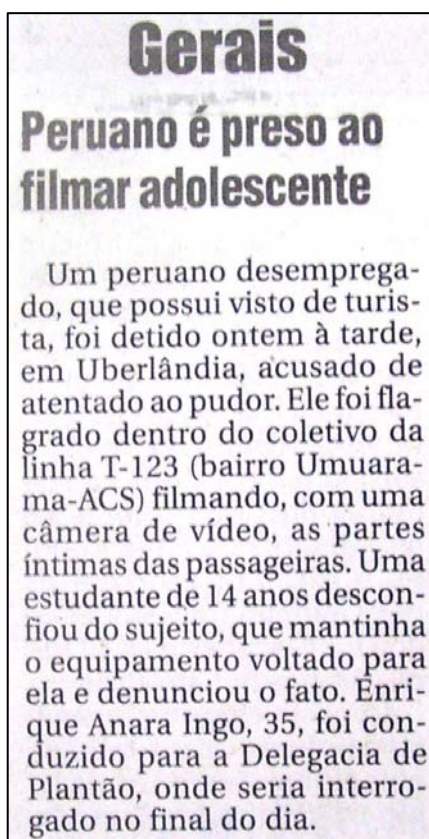 Gerais
Peruano é preso ao
filmar adolescente
Um peruano desemprega-
do, que possui visto de turis-
ta, foi detido ontem à tarde,
em Uberlândia, acusado de
atentado ao pudor. Ele foi fla-
grado dentro do coletivo da
linha T-123 (bairro Umuara-
ma-ACS) filmando, com uma
câmera de vídeo, as partes
íntimas das passageiras. Uma
estudante de 14 anos descon-
fiou do sujeito, que mantinha
o equipamento voltado para
ela e denunciou o fato. Enri-
que Anara Ingo, 35, foi con-
duzido para a Delegacia de
Plantão, onde seria interro-
gado no final do dia.